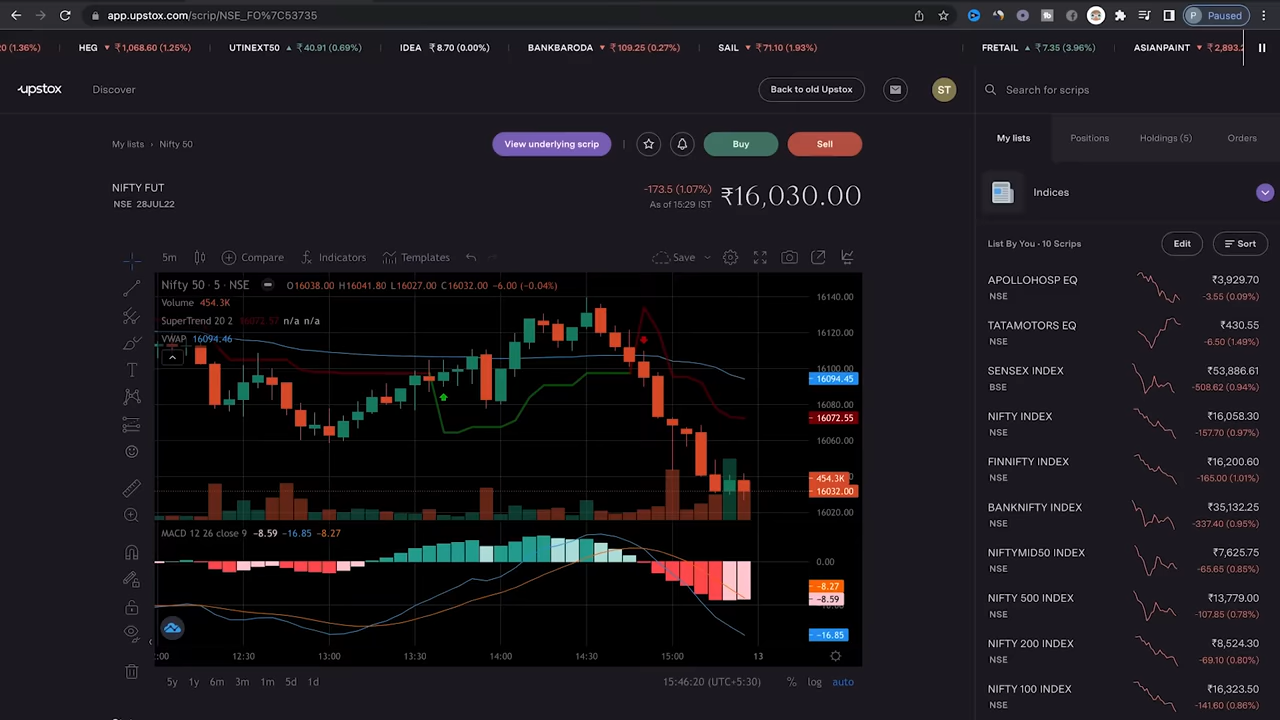 app.upstox.com/scrip/NSE_FO%7C53735
P Paused
20 (1.36%) HEG ▼ ₹1,068.60 (1.25%) UTINEXT50 ▲ ₹40.91 (0.69%) IDEA ₹8.70 (0.00%) BANKBARODA ▼ ₹109.25 (0.27%) SAIL ▼ ₹71.10 (1.93%) FRETAIL ▲ ₹7.35 (3.96%) ASIANPAINT ▼ ₹2,893.
upstox Discover Back to old Upstox ST Search for scrips
My lists Positions Holdings (5) Orders
My lists › Nifty 50 View underlying scrip Buy Sell
NIFTY FUT
NSE 28JUL22
-173.5 (1.07%)
As of 15:29 IST
₹16,030.00
Indices
List By You - 10 Scrips Edit Sort
5m Compare Indicators Templates Save
Nifty 50 · 5 · NSE O16038.00 H16041.80 L16027.00 C16032.00 -6.00 (-0.04%)
Volume 454.3K
SuperTrend 20 2 16072.57 n/a n/a
VWAP 16094.46
16140.00
16120.00
16100.00
16094.45
16080.00
16072.55
16060.00
454.3K
16032.00
16020.00
MACD 12 26 close 9 -8.59 -16.85 -8.27
0.00
-8.27
-8.59
-16.85
:00 12:30 13:00 13:30 14:00 14:30 15:00 13
5y 1y 6m 3m 1m 5d 1d 15:46:20 (UTC+5:30) % log auto
APOLLOHOSP EQ ₹3,929.70
NSE -3.55 (0.09%)
TATAMOTORS EQ ₹430.55
NSE -6.50 (1.49%)
SENSEX INDEX ₹53,886.61
BSE -508.62 (0.94%)
NIFTY INDEX ₹16,058.30
NSE -157.70 (0.97%)
FINNIFTY INDEX ₹16,200.60
NSE -165.00 (1.01%)
BANKNIFTY INDEX ₹35,132.25
NSE -337.40 (0.95%)
NIFTYMID50 INDEX ₹7,625.75
NSE -65.65 (0.85%)
NIFTY 500 INDEX ₹13,779.00
NSE -107.85 (0.78%)
NIFTY 200 INDEX ₹8,524.30
NSE -69.10 (0.80%)
NIFTY 100 INDEX ₹16,323.50
NSE -141.60 (0.86%)